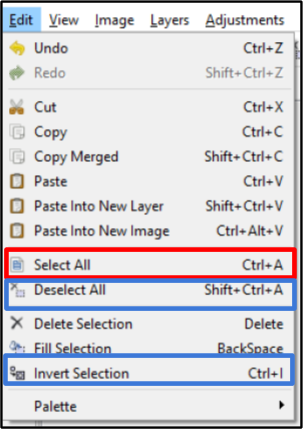 Edit View Image Layers Adjustments
Undo Ctrl+Z
Redo Shift+Ctrl+Z
Cut Ctrl+X
Copy Ctrl+C
Copy Merged Shift+Ctrl+C
Paste Ctrl+V
Paste Into New Layer Shift+Ctrl+V
Paste Into New Image Ctrl+Alt+V
Select All Ctrl+A
Deselect All Shift+Ctrl+A
Delete Selection Delete
Fill Selection BackSpace
Invert Selection Ctrl+I
Palette